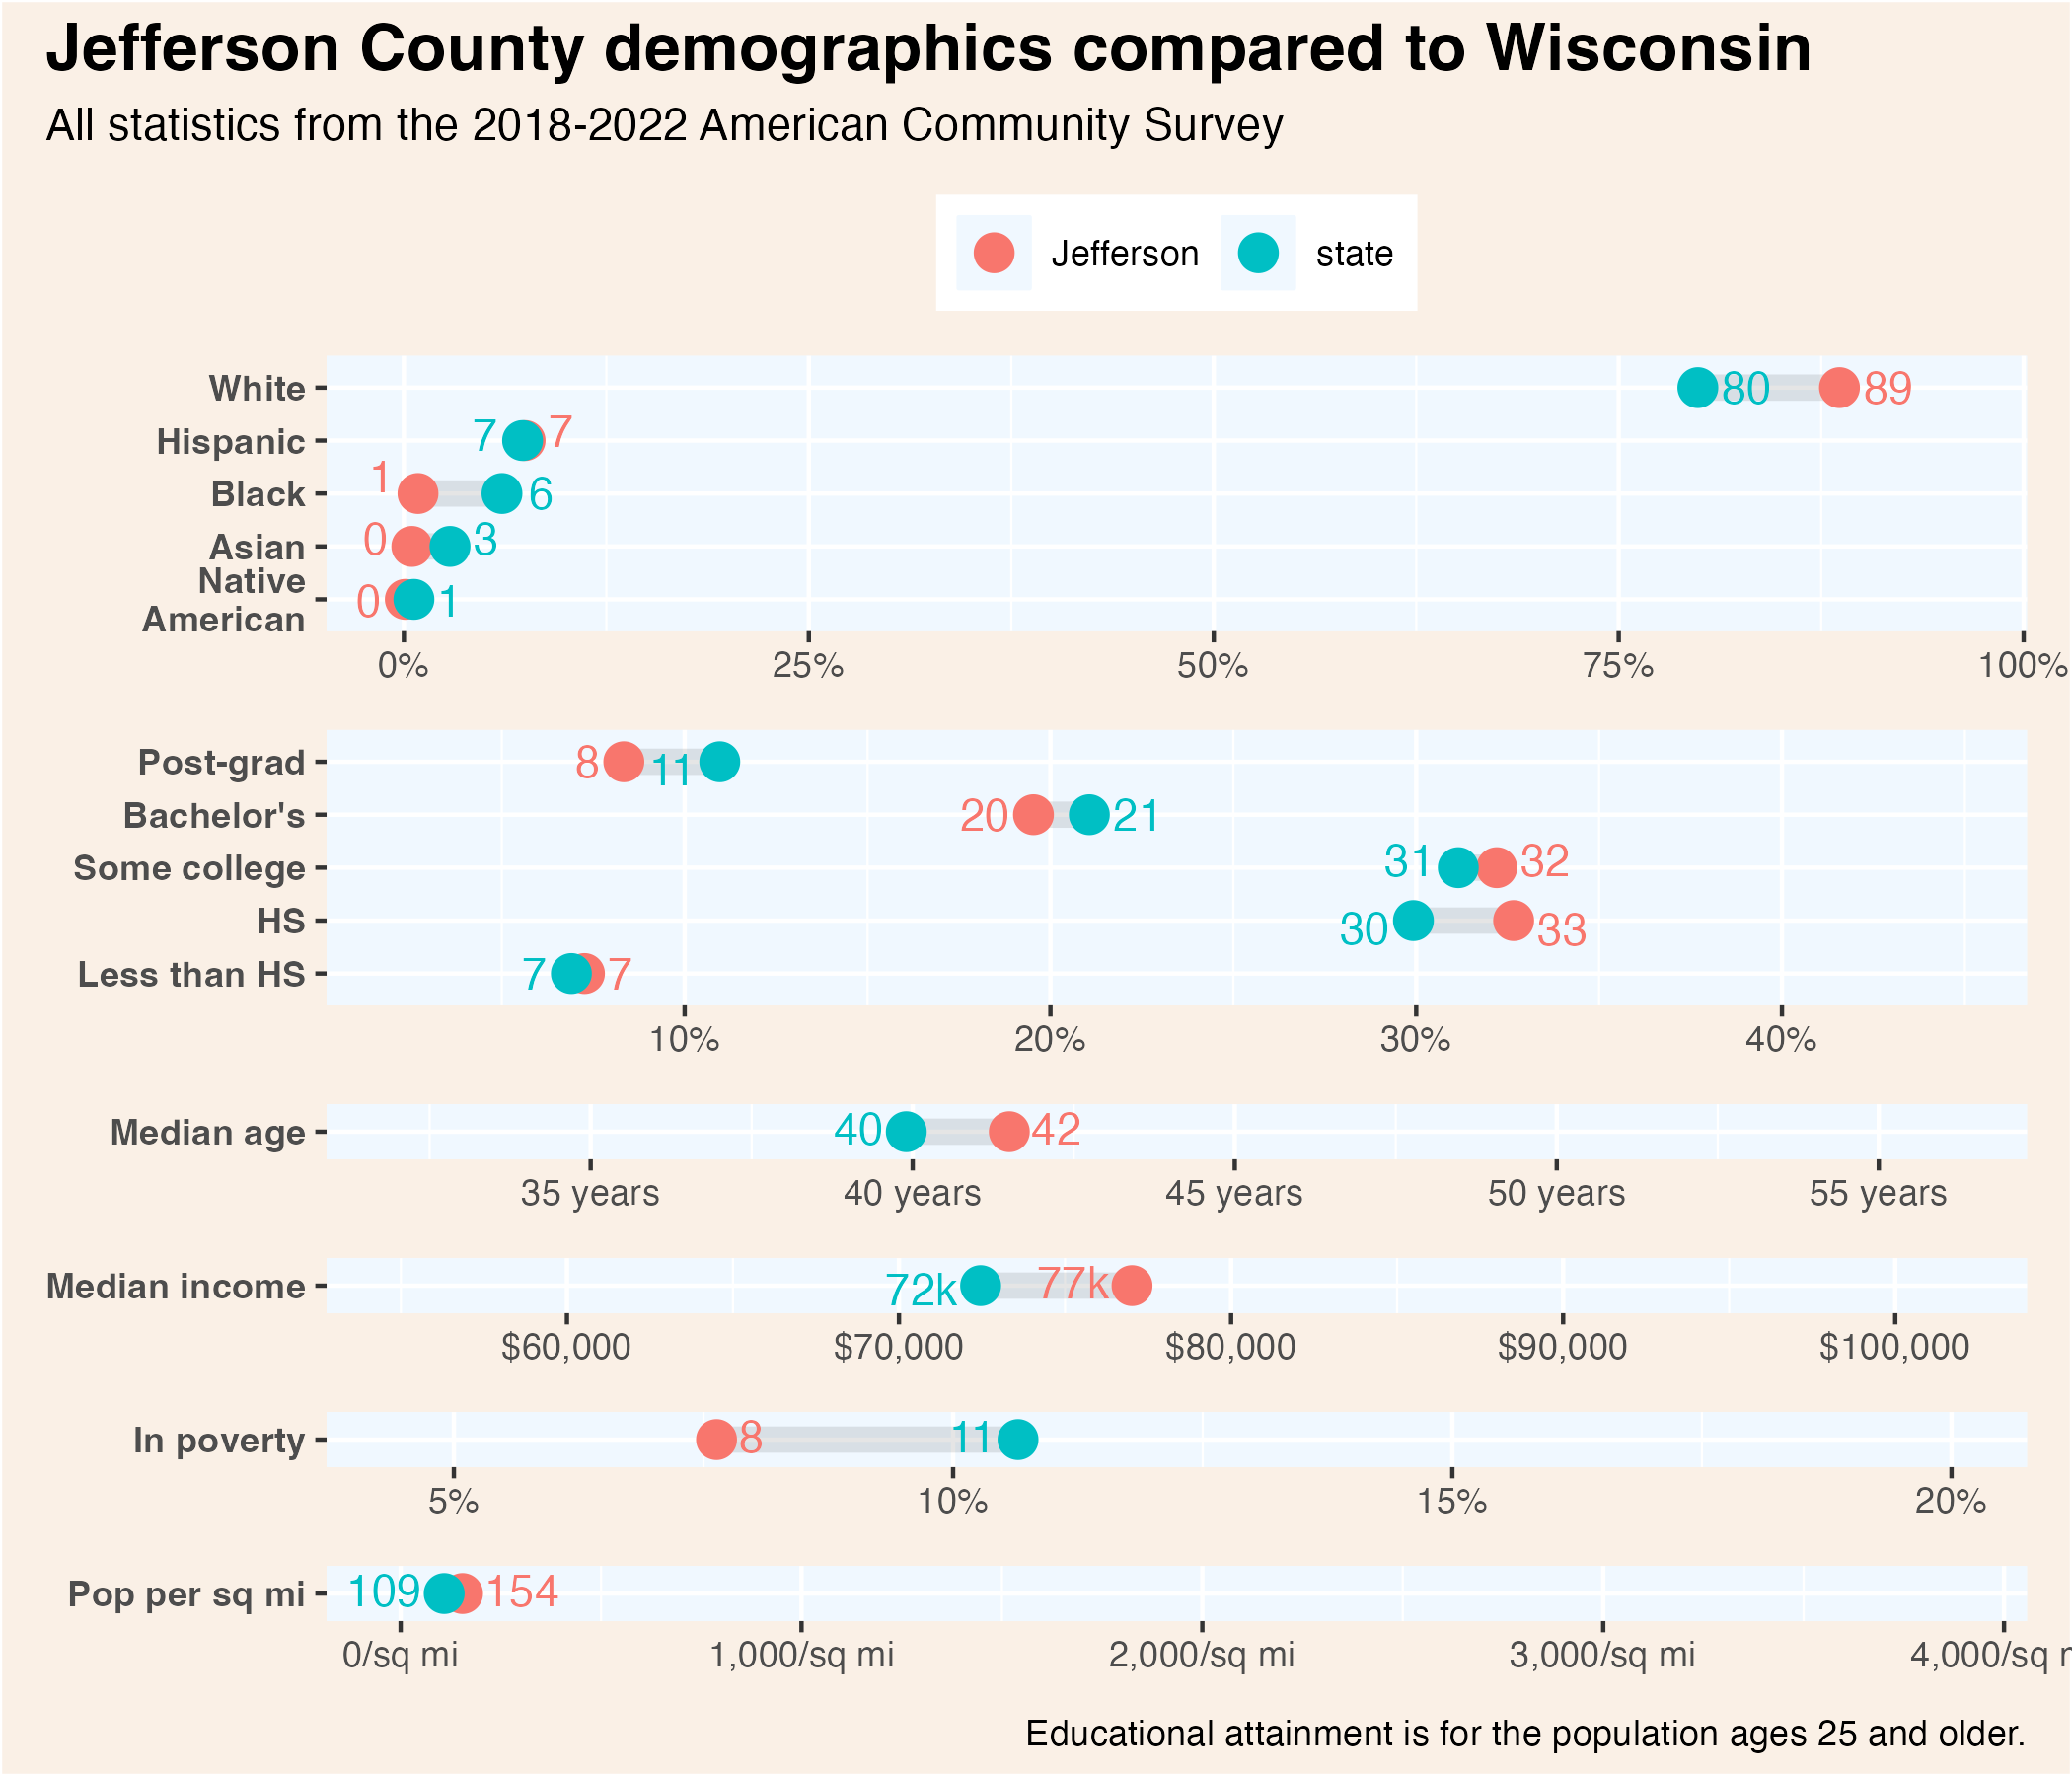 Jefferson County demographics compared to Wisconsin
All statistics from the 2018-2022 American Community Survey
Jefferson state
White 80 89
Hispanic 7 7
Black 1 6
Asian 0 3
Native
American 0 1
0% 25% 50% 75% 100%
Post-grad 8 11
Bachelor's 20 21
Some college 31 32
HS 30 33
Less than HS 7 7
10% 20% 30% 40%
Median age 40 42
35 years 40 years 45 years 50 years 55 years
Median income 72k 77k
$60,000 $70,000 $80,000 $90,000 $100,000
In poverty 8 11
5% 10% 15% 20%
Pop per sq mi 109 154
0/sq mi 1,000/sq mi 2,000/sq mi 3,000/sq mi 4,000/sq
Educational attainment is for the population ages 25 and older.